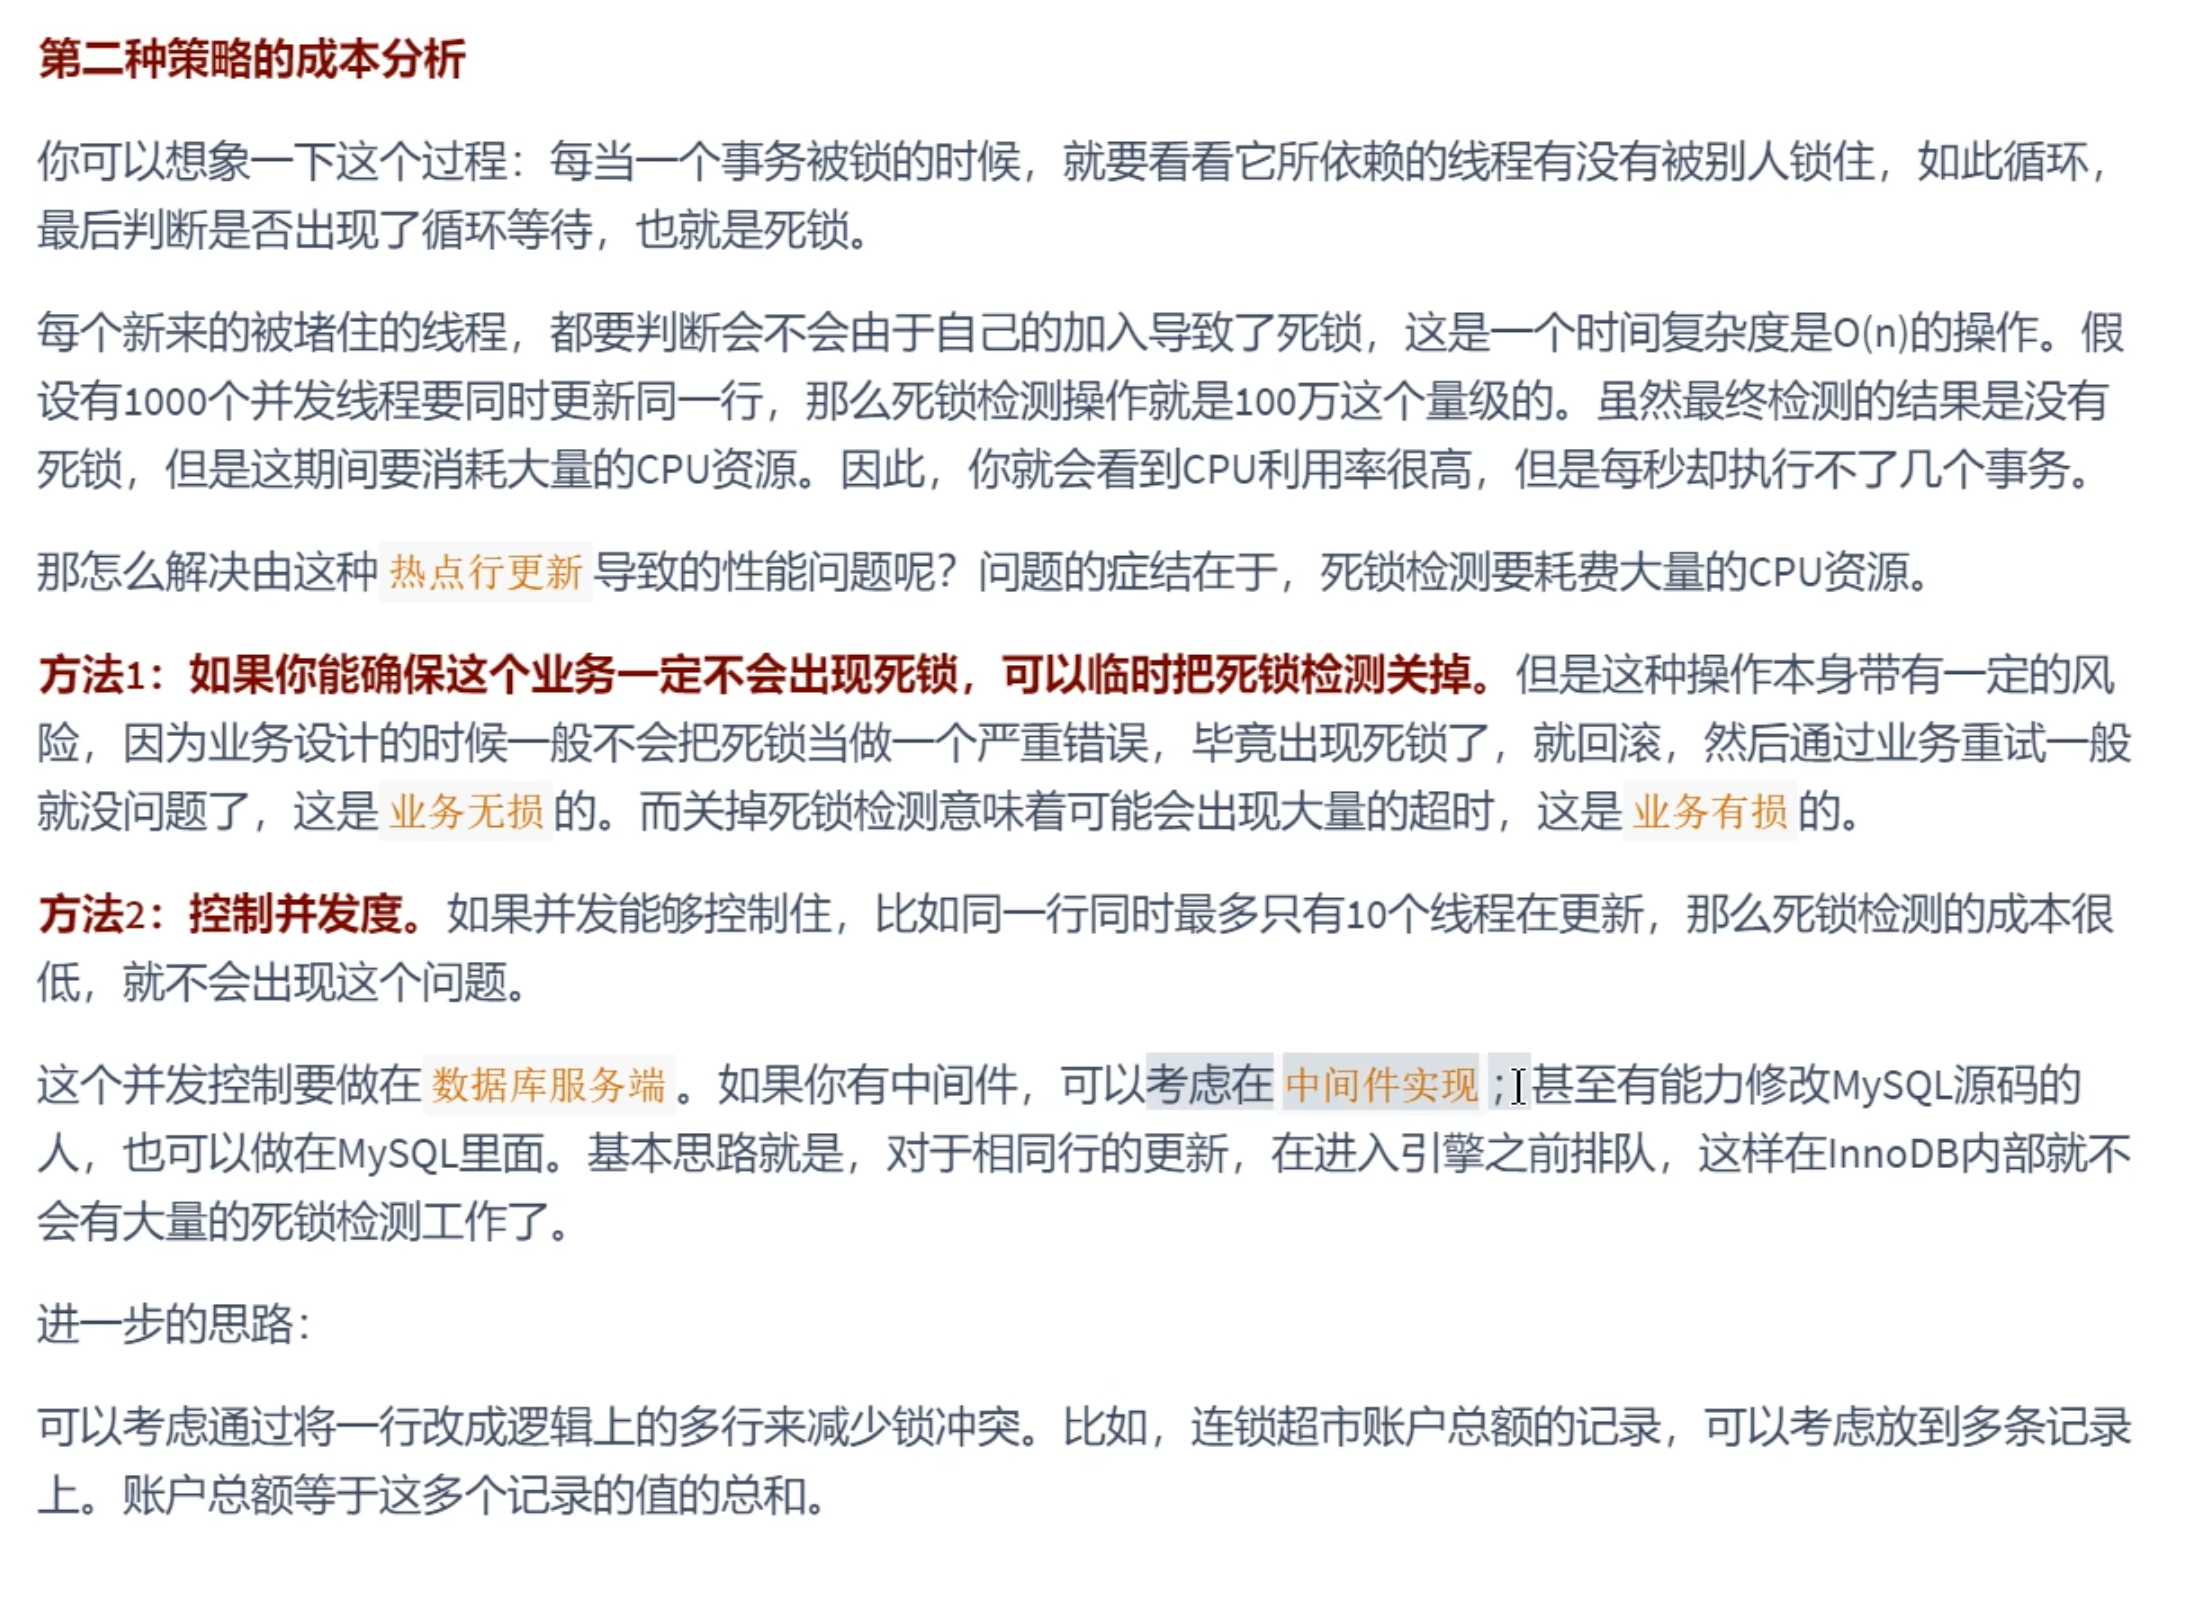 第二种策略的成本分析
你可以想象一下这个过程：每当一个事务被锁的时候，就要看看它所依赖的线程有没有被别人锁住，如此循环，
最后判断是否出现了循环等待，也就是死锁。
每个新来的被堵住的线程，都要判断会不会由于自己的加入导致了死锁，这是一个时间复杂度是O(n)的操作。假
设有1000个并发线程要同时更新同一行，那么死锁检测操作就是100万这个量级的。虽然最终检测的结果是没有
死锁，但是这期间要消耗大量的CPU资源。因此，你就会看到CPU利用率很高，但是每秒却执行不了几个事务。
那怎么解决由这种 热点行更新 导致的性能问题呢？问题的症结在于，死锁检测要耗费大量的CPU资源。
方法1：如果你能确保这个业务一定不会出现死锁，可以临时把死锁检测关掉。但是这种操作本身带有一定的风
险，因为业务设计的时候一般不会把死锁当做一个严重错误，毕竟出现死锁了，就回滚，然后通过业务重试一般
就没问题了，这是 业务无损 的。而关掉死锁检测意味着可能会出现大量的超时，这是 业务有损 的。
方法2：控制并发度。如果并发能够控制住，比如同一行同时最多只有10个线程在更新，那么死锁检测的成本很
低，就不会出现这个问题。
这个并发控制要做在 数据库服务端 。如果你有中间件，可以考虑在 中间件实现 ；甚至有能力修改MySQL源码的
人，也可以做在MySQL里面。基本思路就是，对于相同行的更新，在进入引擎之前排队，这样在InnoDB内部就不
会有大量的死锁检测工作了。
进一步的思路：
可以考虑通过将一行改成逻辑上的多行来减少锁冲突。比如，连锁超市账户总额的记录，可以考虑放到多条记录
上。账户总额等于这多个记录的值的总和。